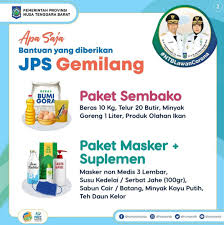 PEMERINTAH PROVINSI
NUSA TENGGARA BARAT
2
Apa Saja
Bantuan yang diberikan
JPS Gemilang
#NTBLawanCorona
BERAS
BUMI
GORA
Paket Sembako
Beras 10 Kg, Telur 20 Butir, Minyak
Goreng 1 Liter, Produk Olahan Ikan
Paket Masker +
Suplemen
Masker non Medis 3 Lembar,
Susu Kedelai / Serbat Jahe (100gr),
Sabun Cair / Batang, Minyak Kayu Putih,
Teh Daun Kelor